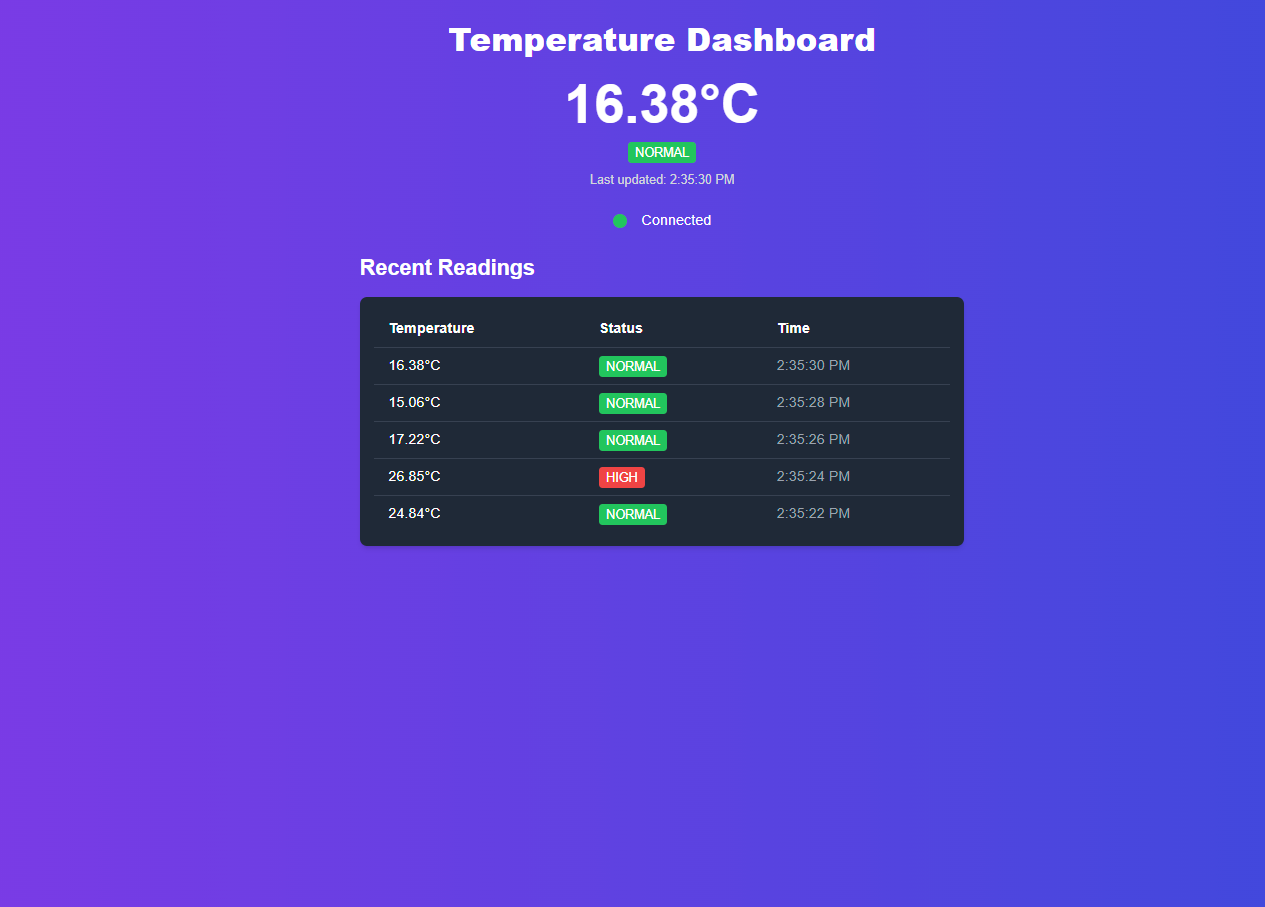 Temperature Dashboard
16.38°C
NORMAL
Last updated: 2:35:30 PM
Connected
Recent Readings
Temperature Status Time
16.38°C NORMAL 2:35:30 PM
15.06°C NORMAL 2:35:28 PM
17.22°C NORMAL 2:35:26 PM
26.85°C HIGH 2:35:24 PM
24.84°C NORMAL 2:35:22 PM